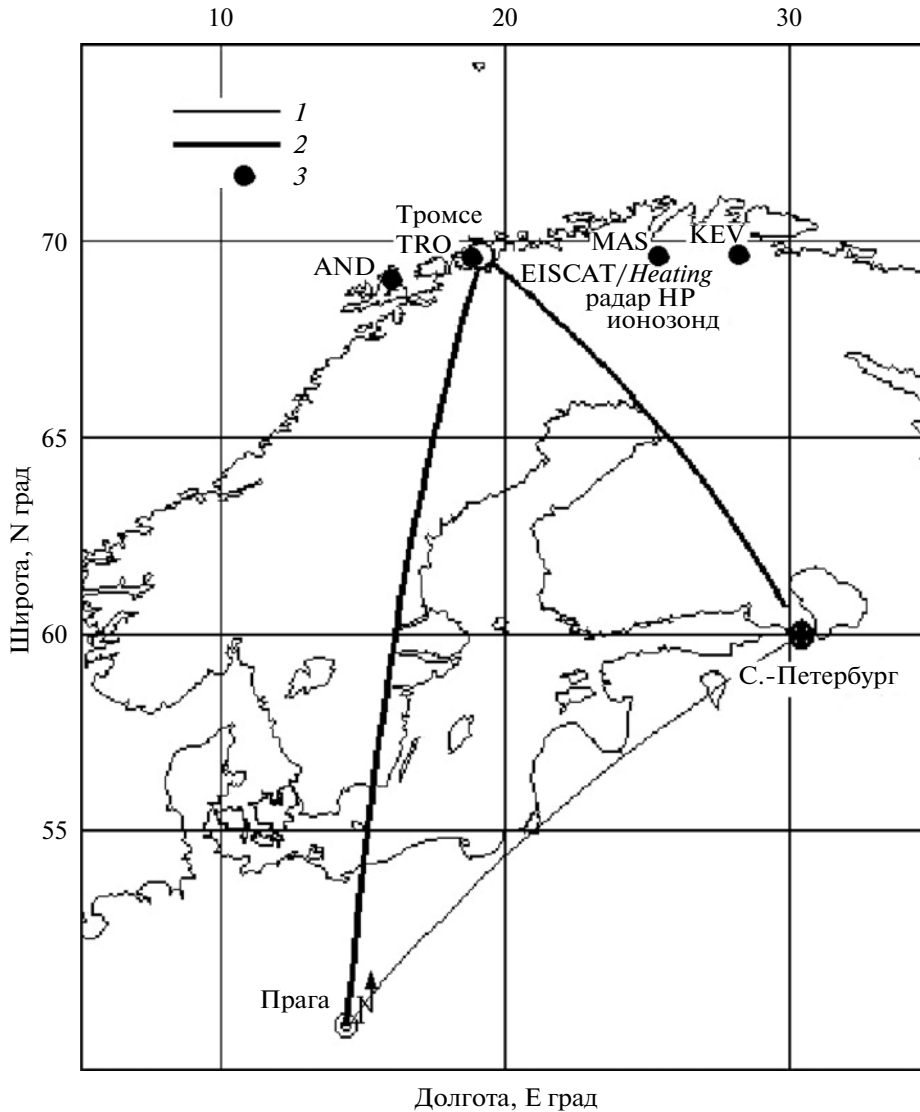 10 20 30
1
2
3
Тромсе
70
TRO
MAS
KEV
AND
EISCAT/Heating
радар НР
ионозонд
65
Широта, N град
60
С.-Петербург
55
Прага
N
Долгота, E град